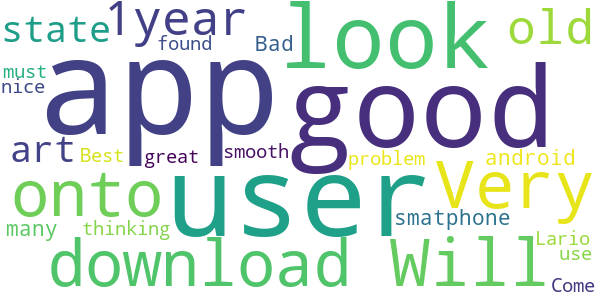 state 1year look old
found Bad
must
nice app good
art Best great smooth problem android
onto user Very
smatphone
many thinking Lario
download Will use
Come